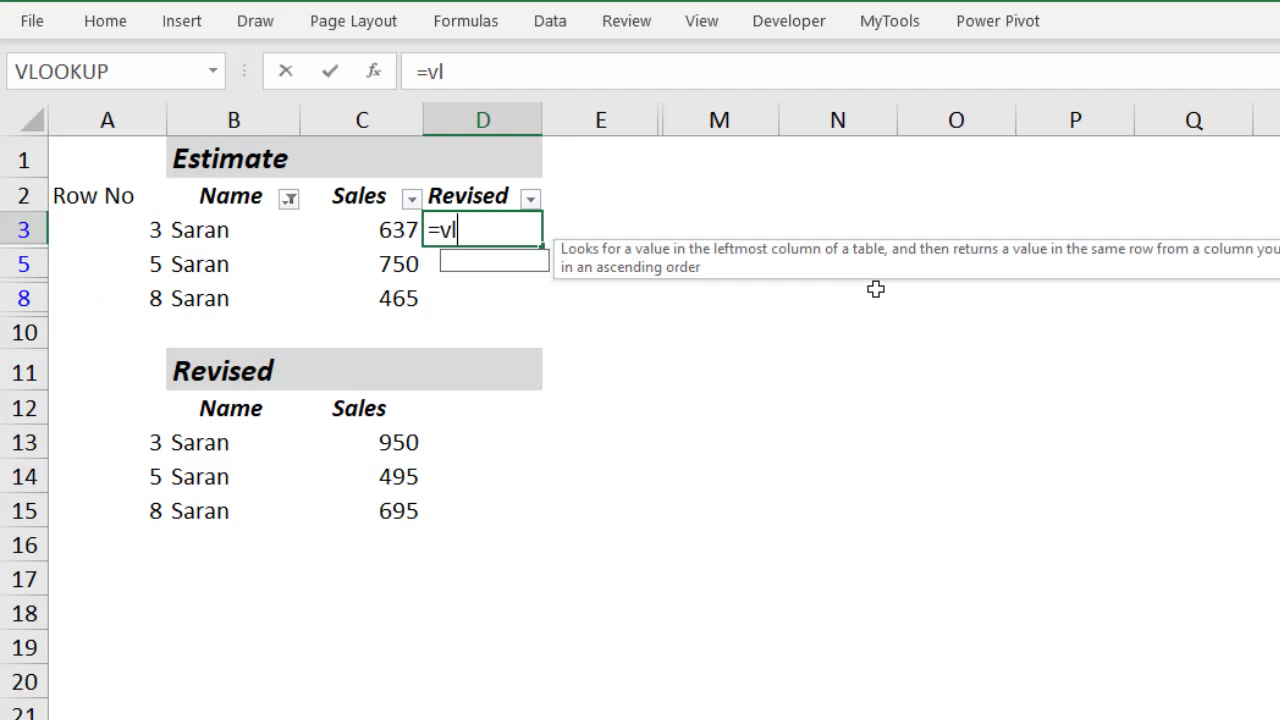 File Home Insert Draw Page Layout Formulas Data Review View Developer MyTools Power Pivot
VLOOKUP fx =vl
A B C D E M N O P Q
1 Estimate
2 Row No Name Sales Revised
3 3 Saran 637 =vl
Looks for a value in the leftmost column of a table, and then returns a value in the same row from a column you
in an ascending order
5 5 Saran 750
8 8 Saran 465
10
11 Revised
12 Name Sales
13 3 Saran 950
14 5 Saran 495
15 8 Saran 695
16
17
18
19
20
21